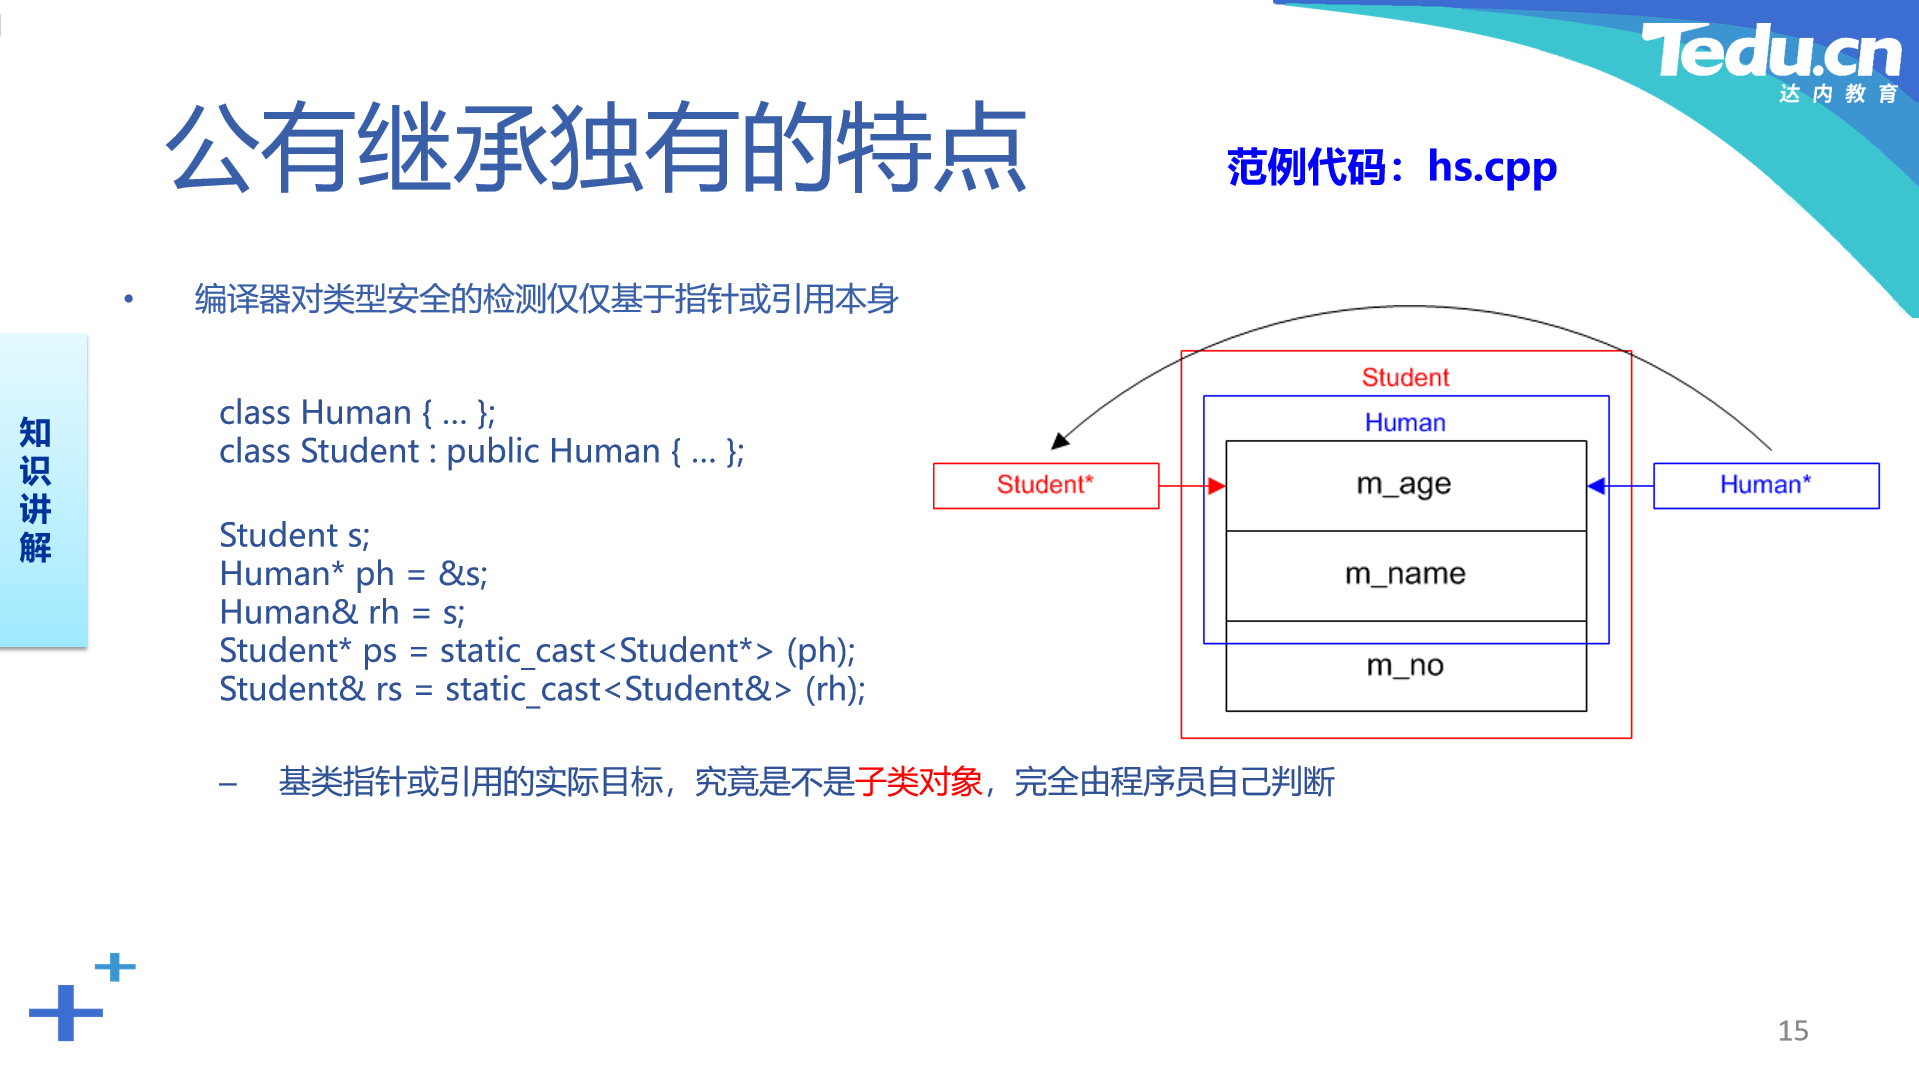 Tedu.cn
达内教育
公有继承独有的特点
范例代码：hs.cpp
• 编译器对类型安全的检测仅仅基于指针或引用本身
知识讲解
class Human { … };
class Student : public Human { … };
Student s;
Human* ph = &s;
Human& rh = s;
Student* ps = static_cast<Student*> (ph);
Student& rs = static_cast<Student&> (rh);
Student
Human
Student*
m_age
Human*
m_name
m_no
– 基类指针或引用的实际目标，究竟是不是子类对象，完全由程序员自己判断
15